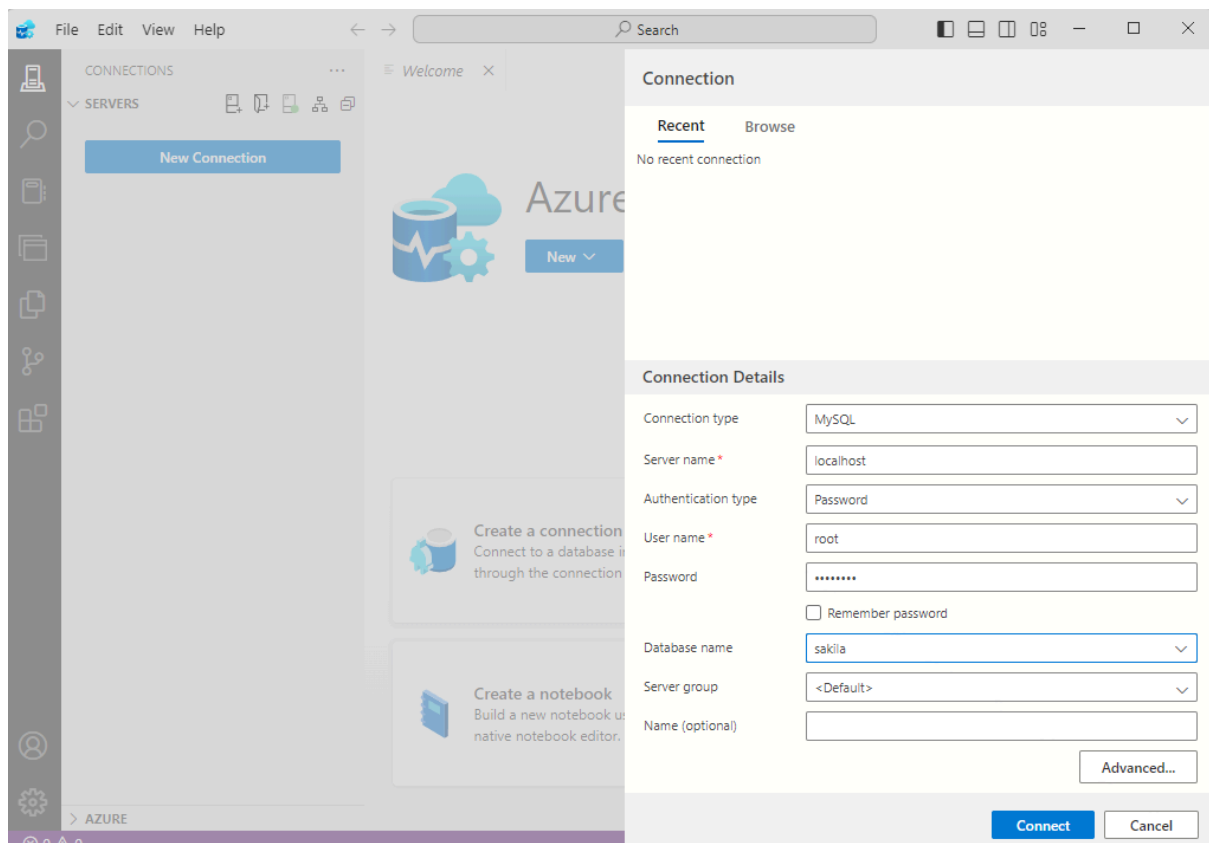 File Edit View Help
Search
CONNECTIONS
SERVERS
New Connection
AZURE
Welcome
Azure
New
Create a connection
Connect to a database
through the connection
Create a notebook
Build a new notebook
native notebook editor.
Connection
Recent Browse
No recent connection
Connection Details
Connection type MySQL
Server name * localhost
Authentication type Password
User name * root
Password ••••••••
Remember password
Database name sakila
Server group <Default>
Name (optional)
Advanced...
Connect Cancel